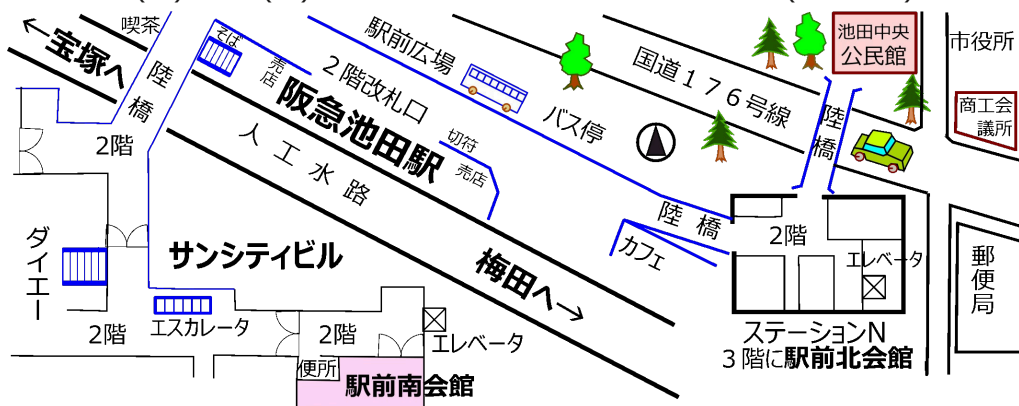 喫茶
←宝塚へ
陸橋
2階
そば
売店
2階改札口
阪急池田駅
切符
売店
駅前広場
バス停
国道176号線
池田中央
公民館
市役所
商工会
議所
陸橋
人工水路
梅田へ→
陸橋
カフェ
2階
エレベータ
ステーションN
3階に駅前北会館
郵便局
ダイエー
サンシティビル
2階
エスカレータ
2階
エレベータ
便所
駅前南会館